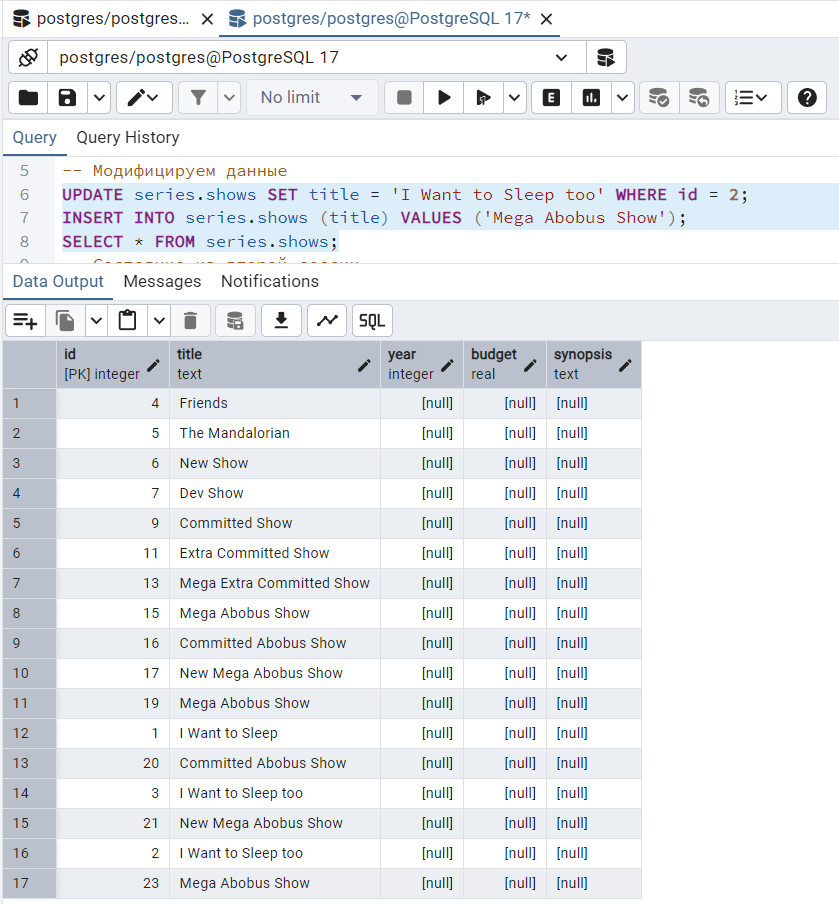 postgres/postgres... postgres/postgres@PostgreSQL 17*
postgres/postgres@PostgreSQL 17
No limit E
Query Query History
5 -- Модифицируем данные
6 UPDATE series.shows SET title = 'I Want to Sleep too' WHERE id = 2;
7 INSERT INTO series.shows (title) VALUES ('Mega Abobus Show');
8 SELECT * FROM series.shows;
Data Output Messages Notifications
SQL
id title year budget synopsis
[PK] integer text integer real text
1 4 Friends [null] [null] [null]
2 5 The Mandalorian [null] [null] [null]
3 6 New Show [null] [null] [null]
4 7 Dev Show [null] [null] [null]
5 9 Committed Show [null] [null] [null]
6 11 Extra Committed Show [null] [null] [null]
7 13 Mega Extra Committed Show [null] [null] [null]
8 15 Mega Abobus Show [null] [null] [null]
9 16 Committed Abobus Show [null] [null] [null]
10 17 New Mega Abobus Show [null] [null] [null]
11 19 Mega Abobus Show [null] [null] [null]
12 1 I Want to Sleep [null] [null] [null]
13 20 Committed Abobus Show [null] [null] [null]
14 3 I Want to Sleep too [null] [null] [null]
15 21 New Mega Abobus Show [null] [null] [null]
16 2 I Want to Sleep too [null] [null] [null]
17 23 Mega Abobus Show [null] [null] [null]